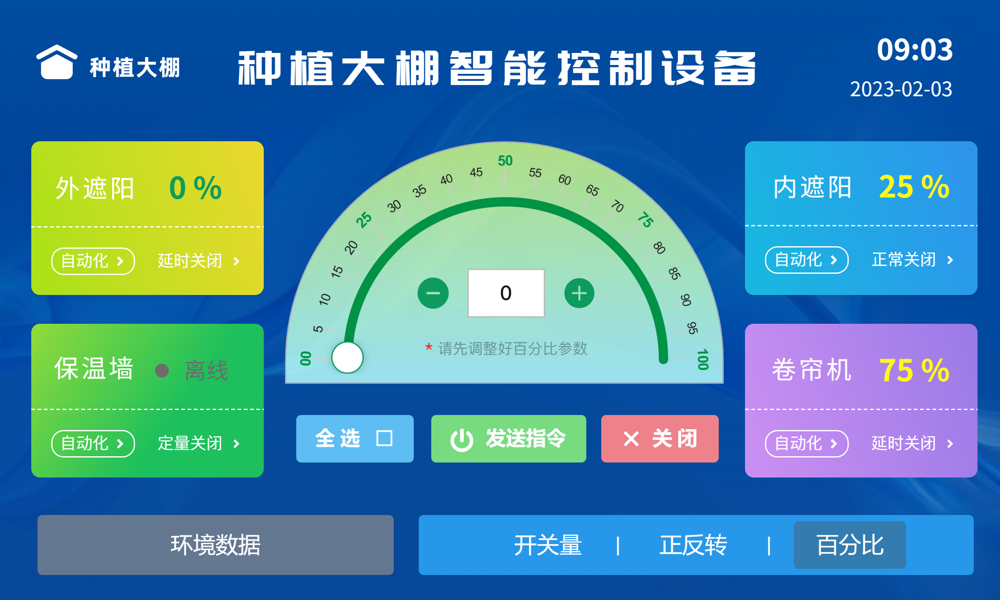 种植大棚
种植大棚智能控制设备
09:03
2023-02-03
外遮阳 0 %
自动化 延时关闭
保温墙 离线
自动化 定量关闭
00
5
10
15
20
25
30
35
40
45
50
55
60
65
70
75
80
85
90
95
100
0
* 请先调整好百分比参数
全选
发送指令
关闭
内遮阳 25 %
自动化 正常关闭
卷帘机 75 %
自动化 延时关闭
环境数据
开关量 | 正反转 | 百分比